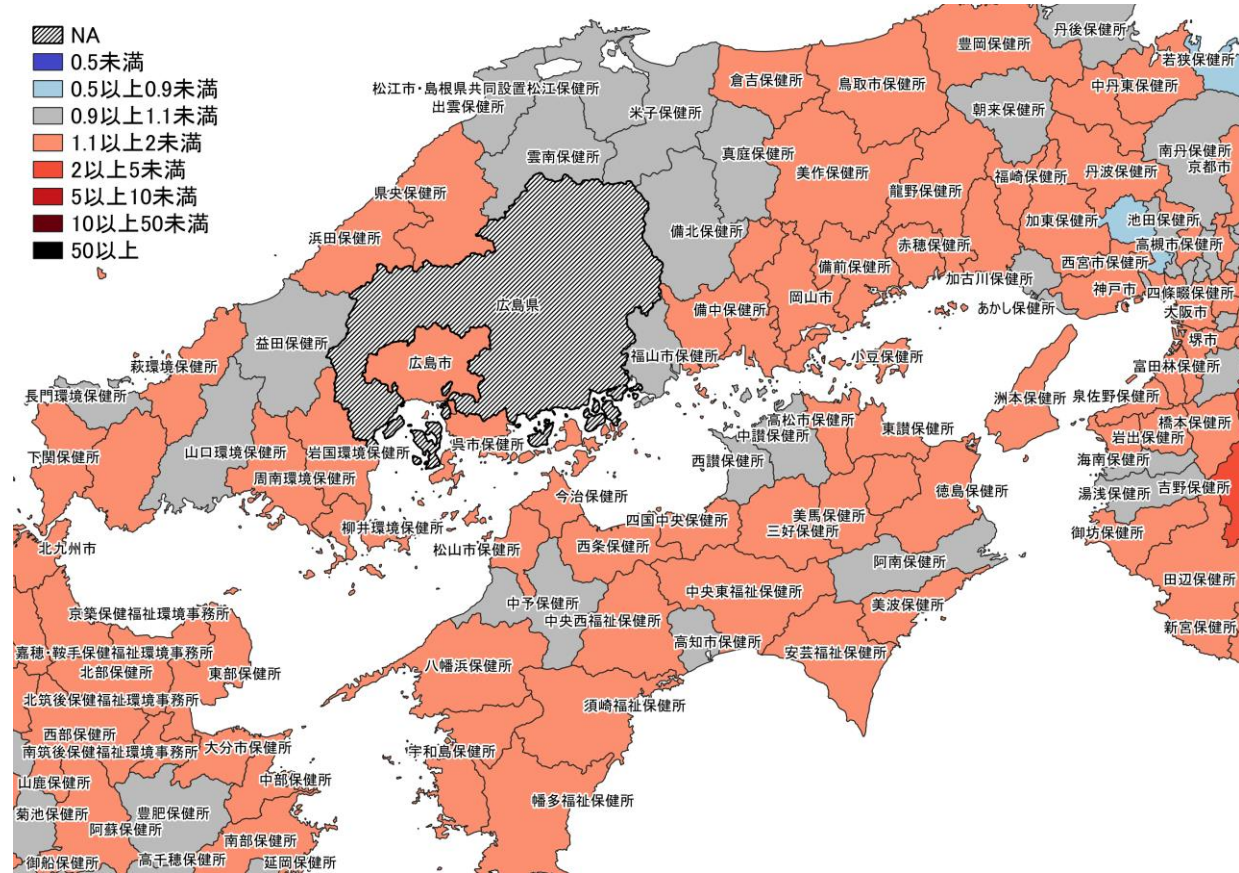 NA
0.5未満
0.5以上0.9未満
0.9以上1.1未満
1.1以上2未満
2以上5未満
5以上10未満
10以上50未満
50以上
丹後保健所
豊岡保健所
若狭保健所
倉吉保健所
鳥取市保健所
中丹東保健所
松江市・島根県共同設置松江保健所
出雲保健所
米子保健所
朝来保健所
雲南保健所
真庭保健所
南丹保健所
京都市
美作保健所
福崎保健所
丹波保健所
県央保健所
龍野保健所
浜田保健所
備北保健所
加東保健所
池田保健所
赤穂保健所
高槻市保健所
備前保健所
西宮市保健所
加古川保健所
神戸市
四條畷保健所
広島県
岡山市
備中保健所
あかし保健所
大阪市
益田保健所
堺市
萩環境保健所
広島市
福山市保健所
小豆保健所
富田林保健所
長門環境保健所
洲本保健所
泉佐野保健所
高松市保健所
橋本保健所
東讃保健所
中讃保健所
岩出保健所
呉市保健所
山口環境保健所
岩国環境保健所
下関保健所
西讃保健所
海南保健所
周南環境保健所
湯浅保健所
吉野保健所
徳島保健所
今治保健所
四国中央保健所
美馬保健所
柳井環境保健所
三好保健所
御坊保健所
北九州市
松山市保健所
西条保健所
阿南保健所
田辺保健所
中央東福祉保健所
中予保健所
美波保健所
京築保健福祉環境事務所
中央西福祉保健所
新宮保健所
高知市保健所
嘉穂・鞍手保健福祉環境事務所
安芸福祉保健所
八幡浜保健所
北部保健所
東部保健所
北筑後保健福祉環境事務所
須崎福祉保健所
西部保健所
南筑後保健福祉環境事務所
大分市保健所
宇和島保健所
山鹿保健所
中部保健所
幡多福祉保健所
菊池保健所
豊肥保健所
阿蘇保健所
南部保健所
御船保健所
高千穂保健所
延岡保健所